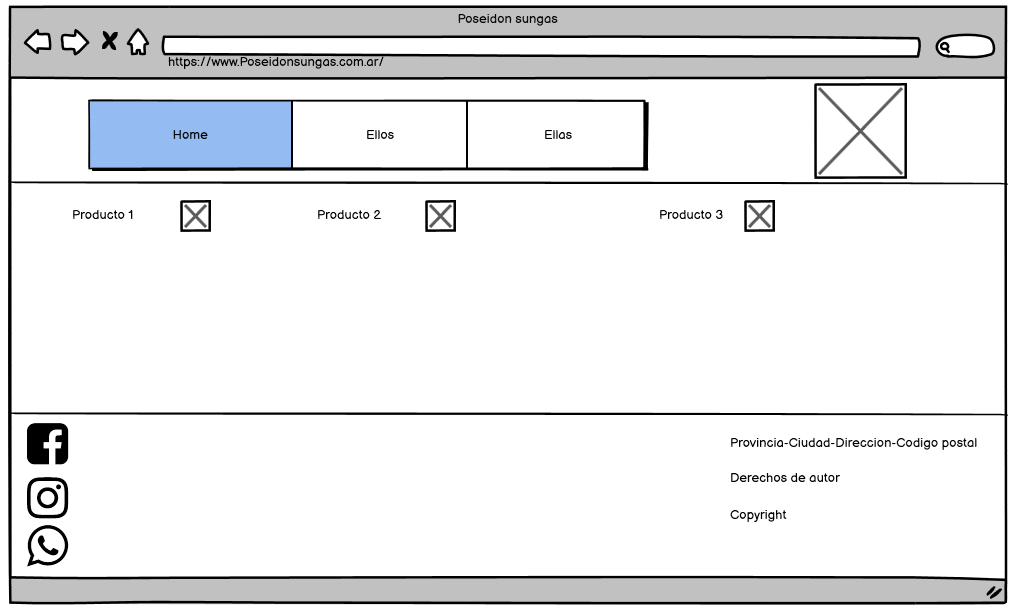 Poseidon sungas
https://www.Poseidonsungas.com.ar/
Home Ellos Ellas
Producto 1 Producto 2 Producto 3
Provincia-Ciudad-Direccion-Codigo postal
Derechos de autor
Copyright